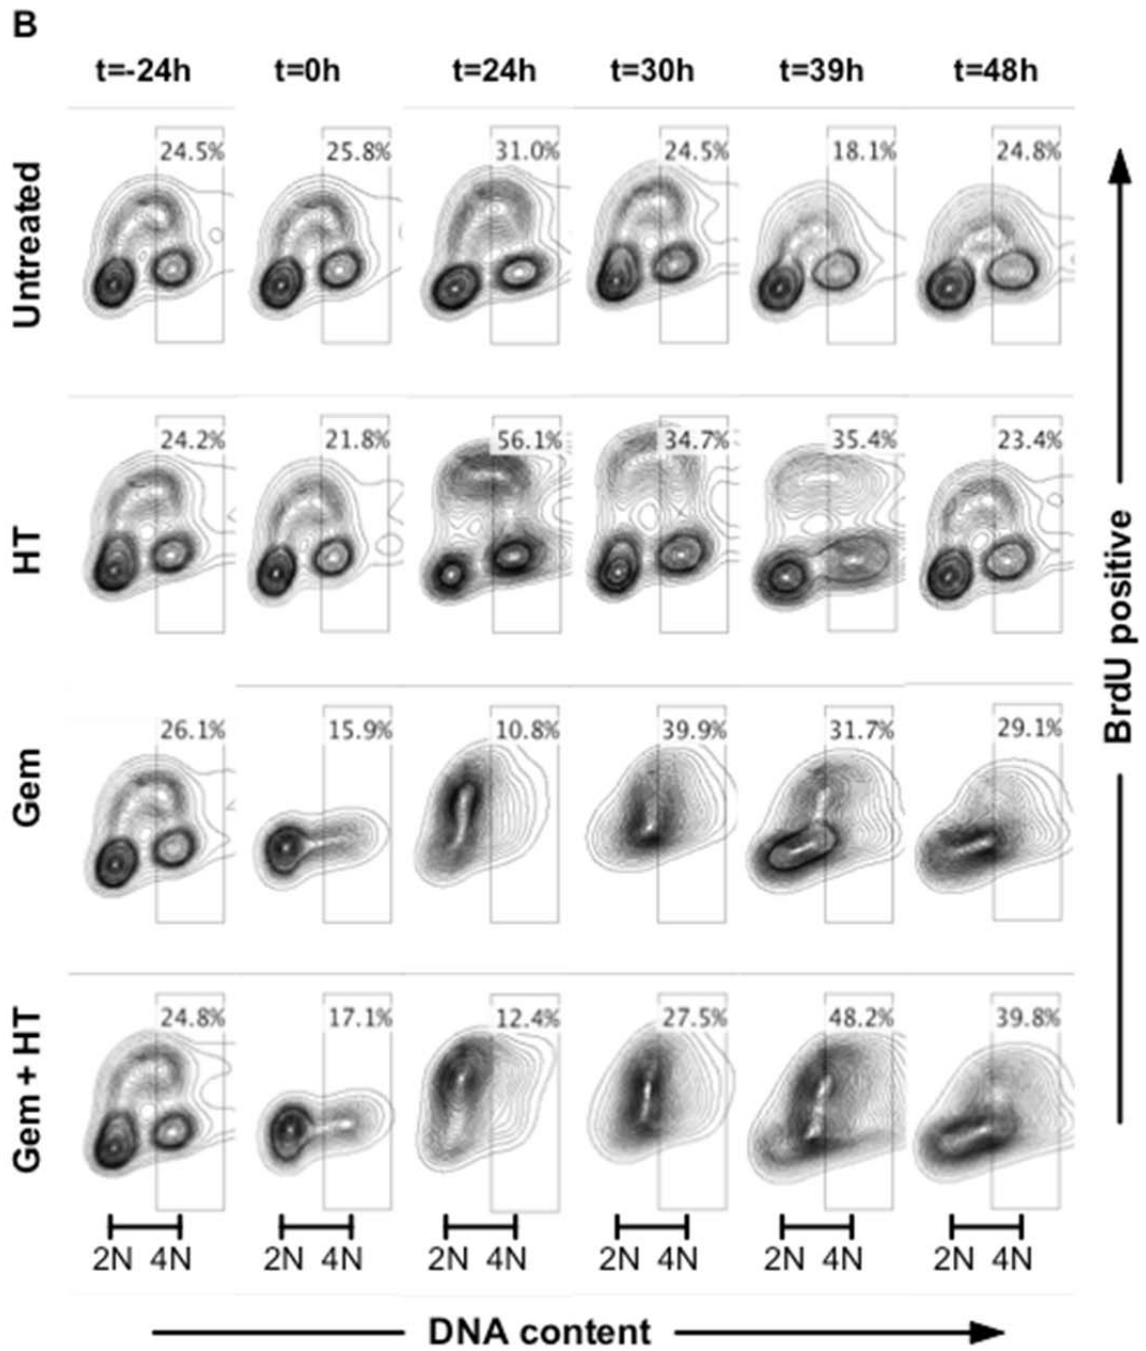 B
t=-24h t=0h t=24h t=30h t=39h t=48h
Untreated
24.5% 25.8% 31.0% 24.5% 18.1% 24.8%
HT
24.2% 21.8% 56.1% 34.7% 35.4% 23.4%
Gem
26.1% 15.9% 10.8% 39.9% 31.7% 29.1%
Gem + HT
24.8% 17.1% 12.4% 27.5% 48.2% 39.8%
2N 4N 2N 4N 2N 4N 2N 4N 2N 4N 2N 4N
DNA content
BrdU positive